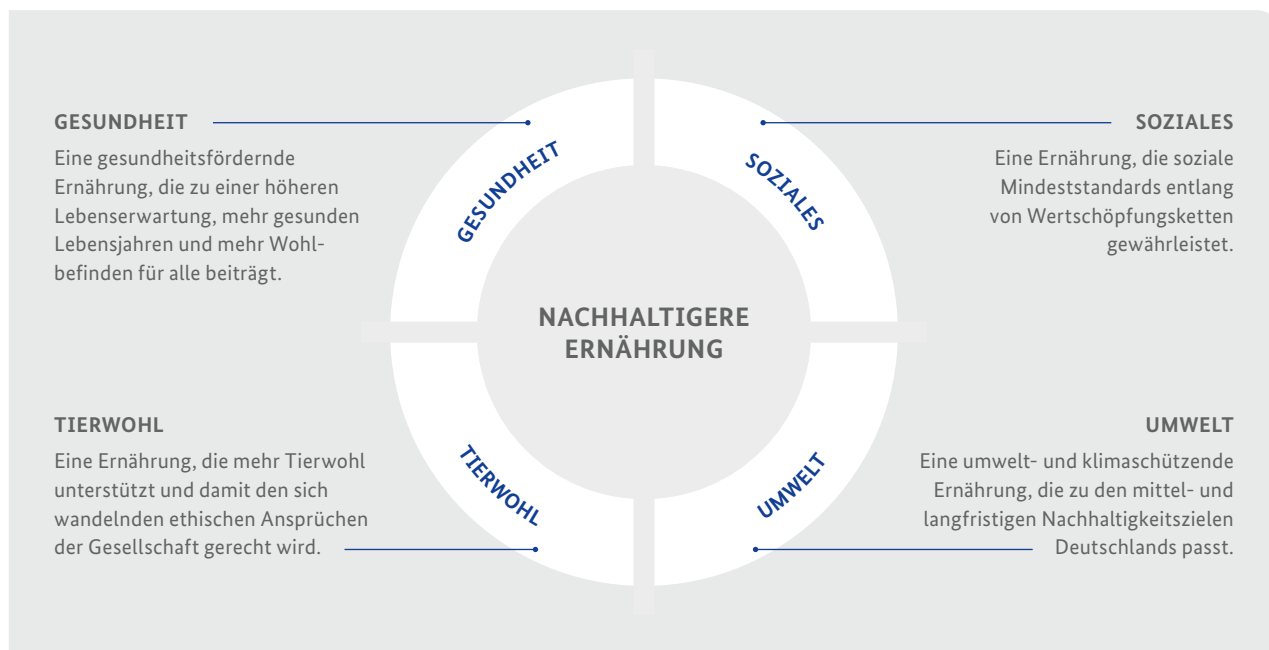 GESUNDHEIT
Eine gesundheitsfördernde
Ernährung, die zu einer höheren
Lebenserwartung, mehr gesunden
Lebensjahren und mehr Wohl-
befinden für alle beiträgt.
SOZIALES
Eine Ernährung, die soziale
Mindeststandards entlang
von Wertschöpfungsketten
gewährleistet.
GESUNDHEIT
SOZIALES
NACHHALTIGERE
ERNÄHRUNG
TIERWOHL
UMWELT
TIERWOHL
Eine Ernährung, die mehr Tierwohl
unterstützt und damit den sich
wandelnden ethischen Ansprüchen
der Gesellschaft gerecht wird.
UMWELT
Eine umwelt- und klimaschützende
Ernährung, die zu den mittel- und
langfristigen Nachhaltigkeitszielen
Deutschlands passt.